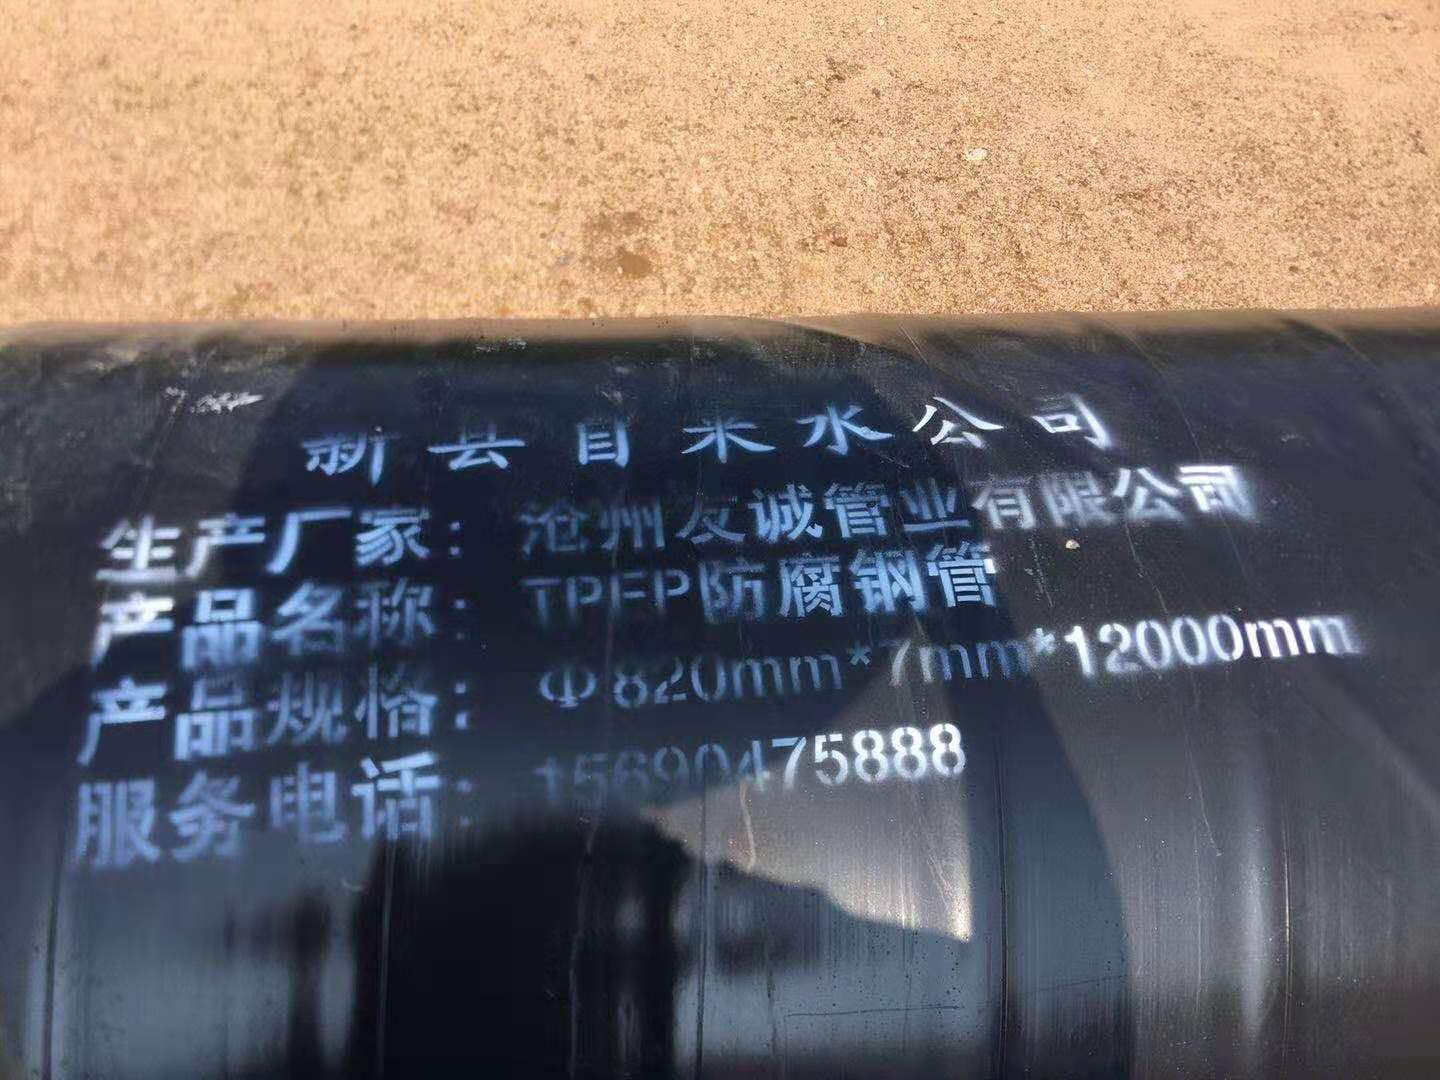 新县自来水公司
生产厂家：沧州友诚管业有限公司
产品名称：TPEP防腐钢管
产品规格：Φ820mm*7mm*12000mm
服务电话：15690475888